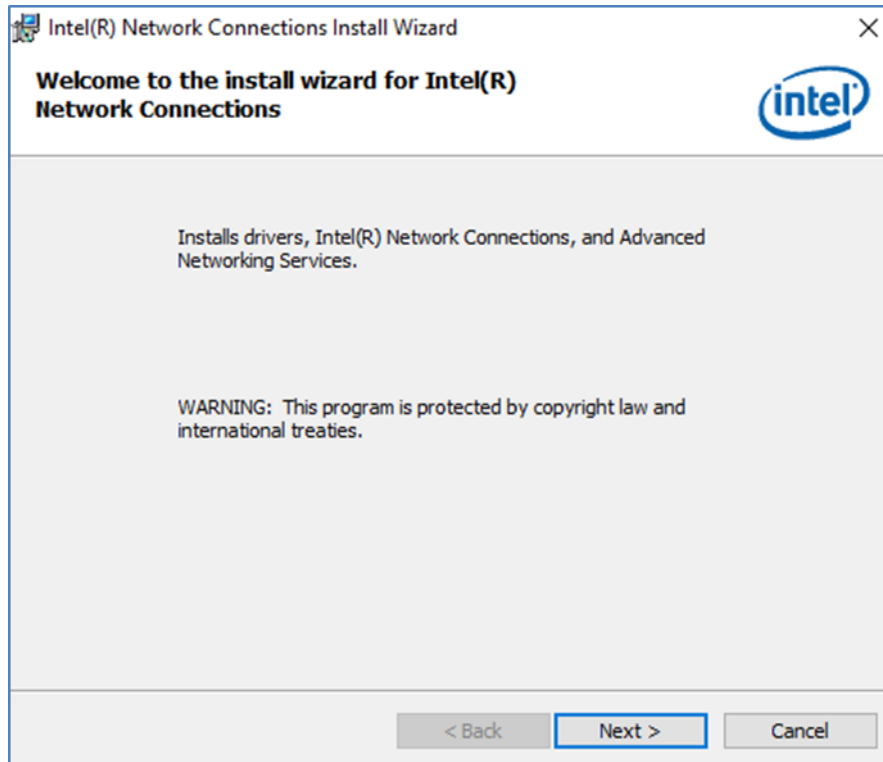 Intel(R) Network Connections Install Wizard
Welcome to the install wizard for Intel(R)
Network Connections
intel
Installs drivers, Intel(R) Network Connections, and Advanced
Networking Services.
WARNING:  This program is protected by copyright law and
international treaties.
< Back
Next >
Cancel